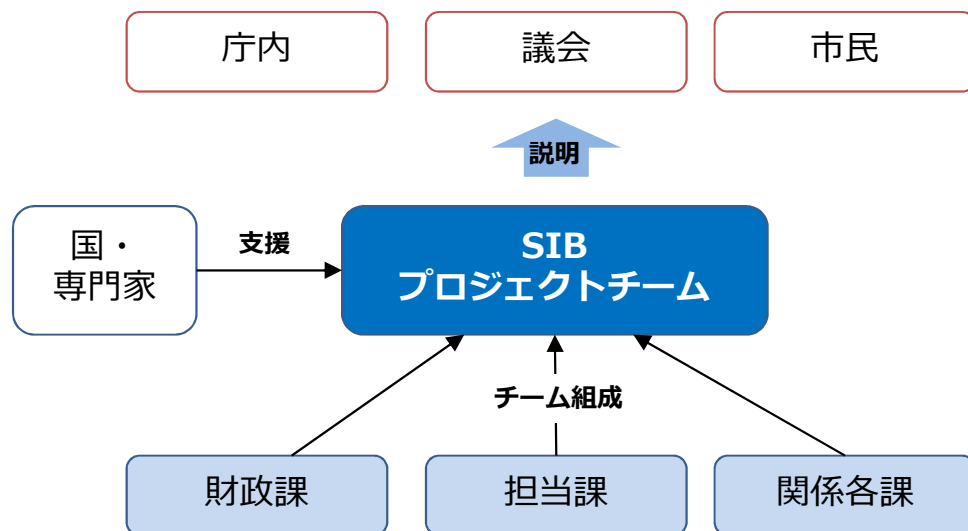 庁内
議会
市民
説明
国・
専門家
支援
SIB
プロジェクトチーム
チーム組成
財政課
担当課
関係各課